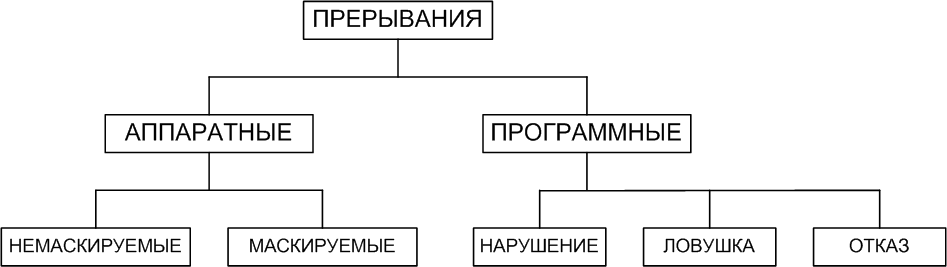 ПРЕРЫВАНИЯ
АППАРАТНЫЕ
ПРОГРАММНЫЕ
НЕМАСКИРУЕМЫЕ
МАСКИРУЕМЫЕ
НАРУШЕНИЕ
ЛОВУШКА
ОТКАЗ